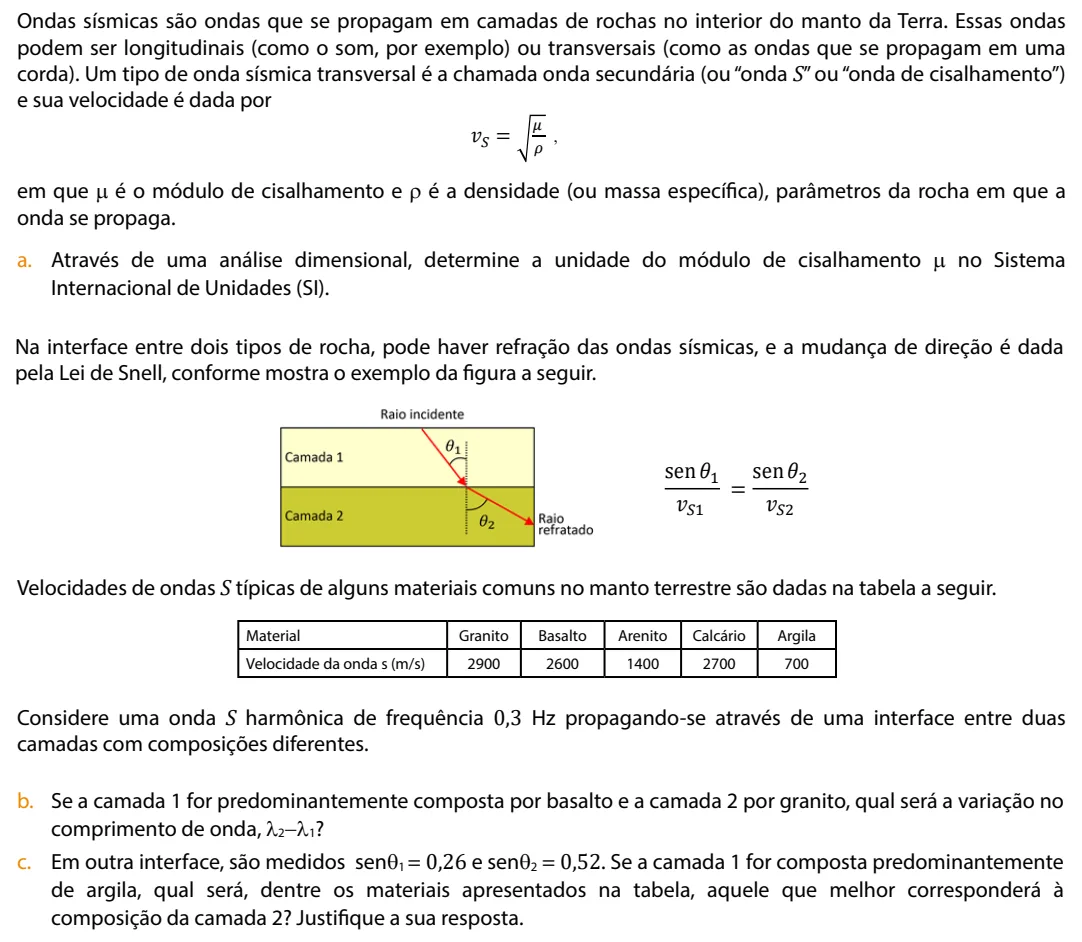 Ondas sísmicas são ondas que se propagam em camadas de rochas no interior do manto da Terra. Essas ondas
podem ser longitudinais (como o som, por exemplo) ou transversais (como as ondas que se propagam em uma
corda). Um tipo de onda sísmica transversal é a chamada onda secundária (ou “onda S” ou “onda de cisalhamento”)
e sua velocidade é dada por
v_S = √(μ/ρ) ,
em que μ é o módulo de cisalhamento e ρ é a densidade (ou massa específica), parâmetros da rocha em que a
onda se propaga.
a. Através de uma análise dimensional, determine a unidade do módulo de cisalhamento μ no Sistema
Internacional de Unidades (SI).
Na interface entre dois tipos de rocha, pode haver refração das ondas sísmicas, e a mudança de direção é dada
pela Lei de Snell, conforme mostra o exemplo da figura a seguir.
Raio incidente
Camada 1
θ₁
Camada 2
θ₂
Raio
refratado
sen θ₁ / v_S1 = sen θ₂ / v_S2
Velocidades de ondas S típicas de alguns materiais comuns no manto terrestre são dadas na tabela a seguir.
Material Granito Basalto Arenito Calcário Argila
Velocidade da onda s (m/s) 2900 2600 1400 2700 700
Considere uma onda S harmônica de frequência 0,3 Hz propagando-se através de uma interface entre duas
camadas com composições diferentes.
b. Se a camada 1 for predominantemente composta por basalto e a camada 2 por granito, qual será a variação no
comprimento de onda, λ₂–λ₁?
c. Em outra interface, são medidos senθ₁ = 0,26 e senθ₂ = 0,52. Se a camada 1 for composta predominantemente
de argila, qual será, dentre os materiais apresentados na tabela, aquele que melhor corresponderá à
composição da camada 2? Justifique a sua resposta.